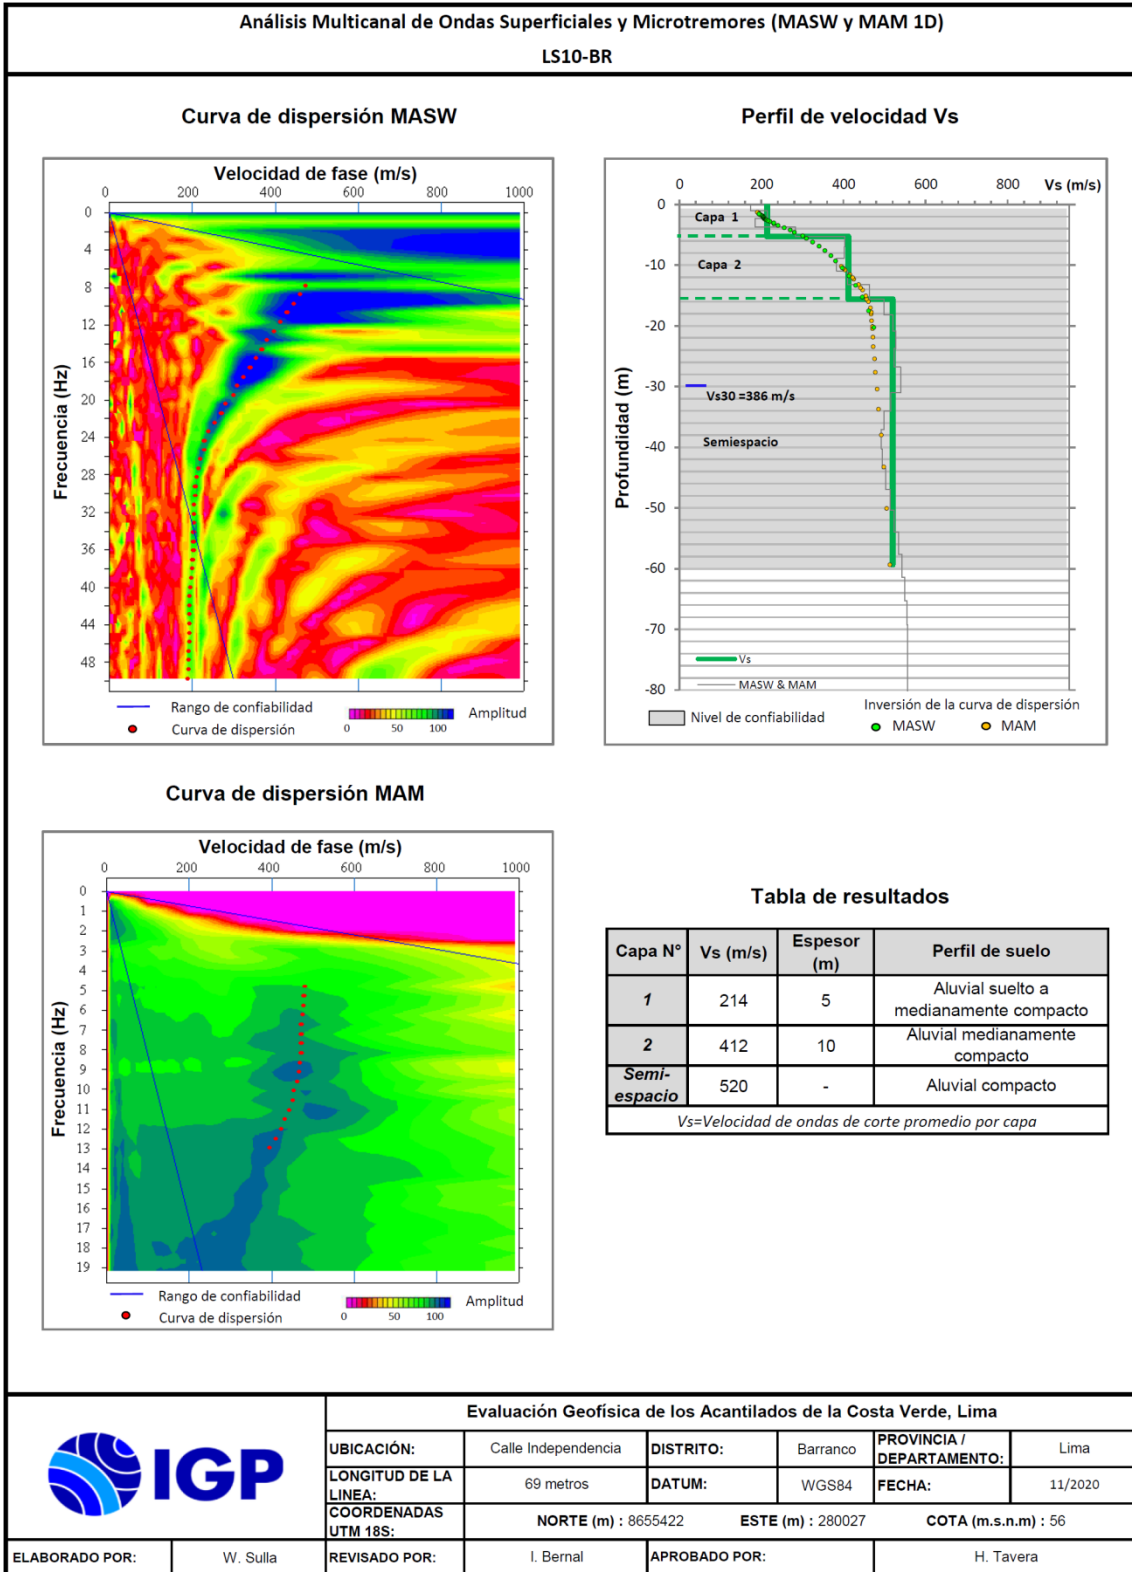 Análisis Multicanal de Ondas Superficiales y Microtremores (MASW y MAM 1D)
LS10-BR
Curva de dispersión MASW
Velocidad de fase (m/s)
0 200 400 600 800 1000
Frecuencia (Hz)
0
4
8
12
16
20
24
28
32
36
40
44
48
Rango de confiabilidad
Curva de dispersión
0 50 100
Amplitud
Perfil de velocidad Vs
0 200 400 600 800 Vs (m/s)
Profundidad (m)
0
-10
-20
-30
-40
-50
-60
-70
-80
Capa 1
Capa 2
Vs30 =386 m/s
Semiespacio
Vs
MASW & MAM
Nivel de confiabilidad
Inversión de la curva de dispersión
MASW MAM
Curva de dispersión MAM
Velocidad de fase (m/s)
0 200 400 600 800 1000
Frecuencia (Hz)
0
1
2
3
4
5
6
7
8
9
10
11
12
13
14
15
16
17
18
19
Rango de confiabilidad
Curva de dispersión
0 50 100
Amplitud
Tabla de resultados
Capa N° Vs (m/s) Espesor (m) Perfil de suelo
1 214 5 Aluvial suelto a medianamente compacto
2 412 10 Aluvial medianamente compacto
Semi-espacio 520 - Aluvial compacto
Vs=Velocidad de ondas de corte promedio por capa
IGP
Evaluación Geofísica de los Acantilados de la Costa Verde, Lima
UBICACIÓN: Calle Independencia DISTRITO: Barranco PROVINCIA / DEPARTAMENTO: Lima
LONGITUD DE LA LINEA: 69 metros DATUM: WGS84 FECHA: 11/2020
COORDENADAS UTM 18S: NORTE (m) : 8655422 ESTE (m) : 280027 COTA (m.s.n.m) : 56
ELABORADO POR: W. Sulla REVISADO POR: I. Bernal APROBADO POR: H. Tavera